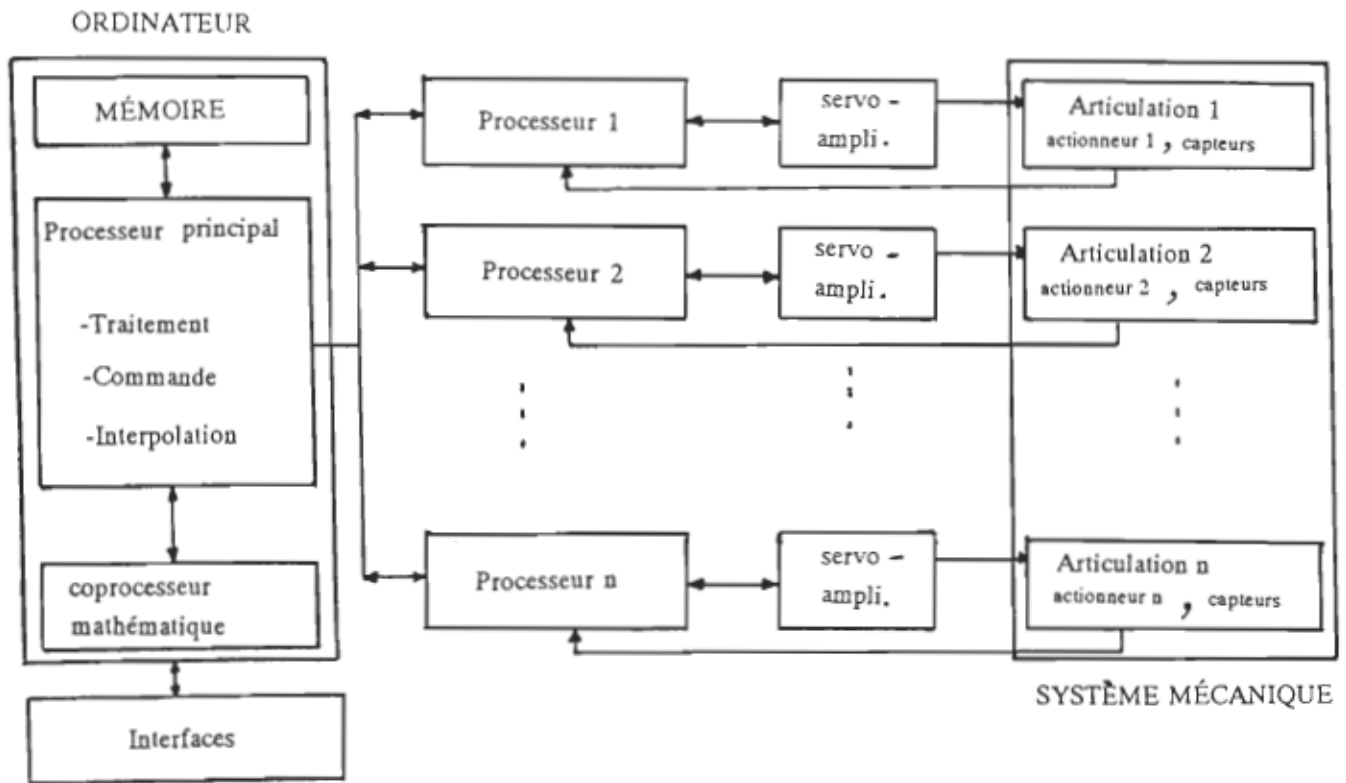 ORDINATEUR
MÉMOIRE
Processeur principal
-Traitement
-Commande
-Interpolation
coprocesseur
mathématique
Interfaces
Processeur 1
servo -
ampli.
Articulation 1
actionneur 1 , capteurs
Processeur 2
servo -
ampli.
Articulation 2
actionneur 2 , capteurs
Processeur n
servo -
ampli.
Articulation n
actionneur n , capteurs
SYSTÈME MÉCANIQUE